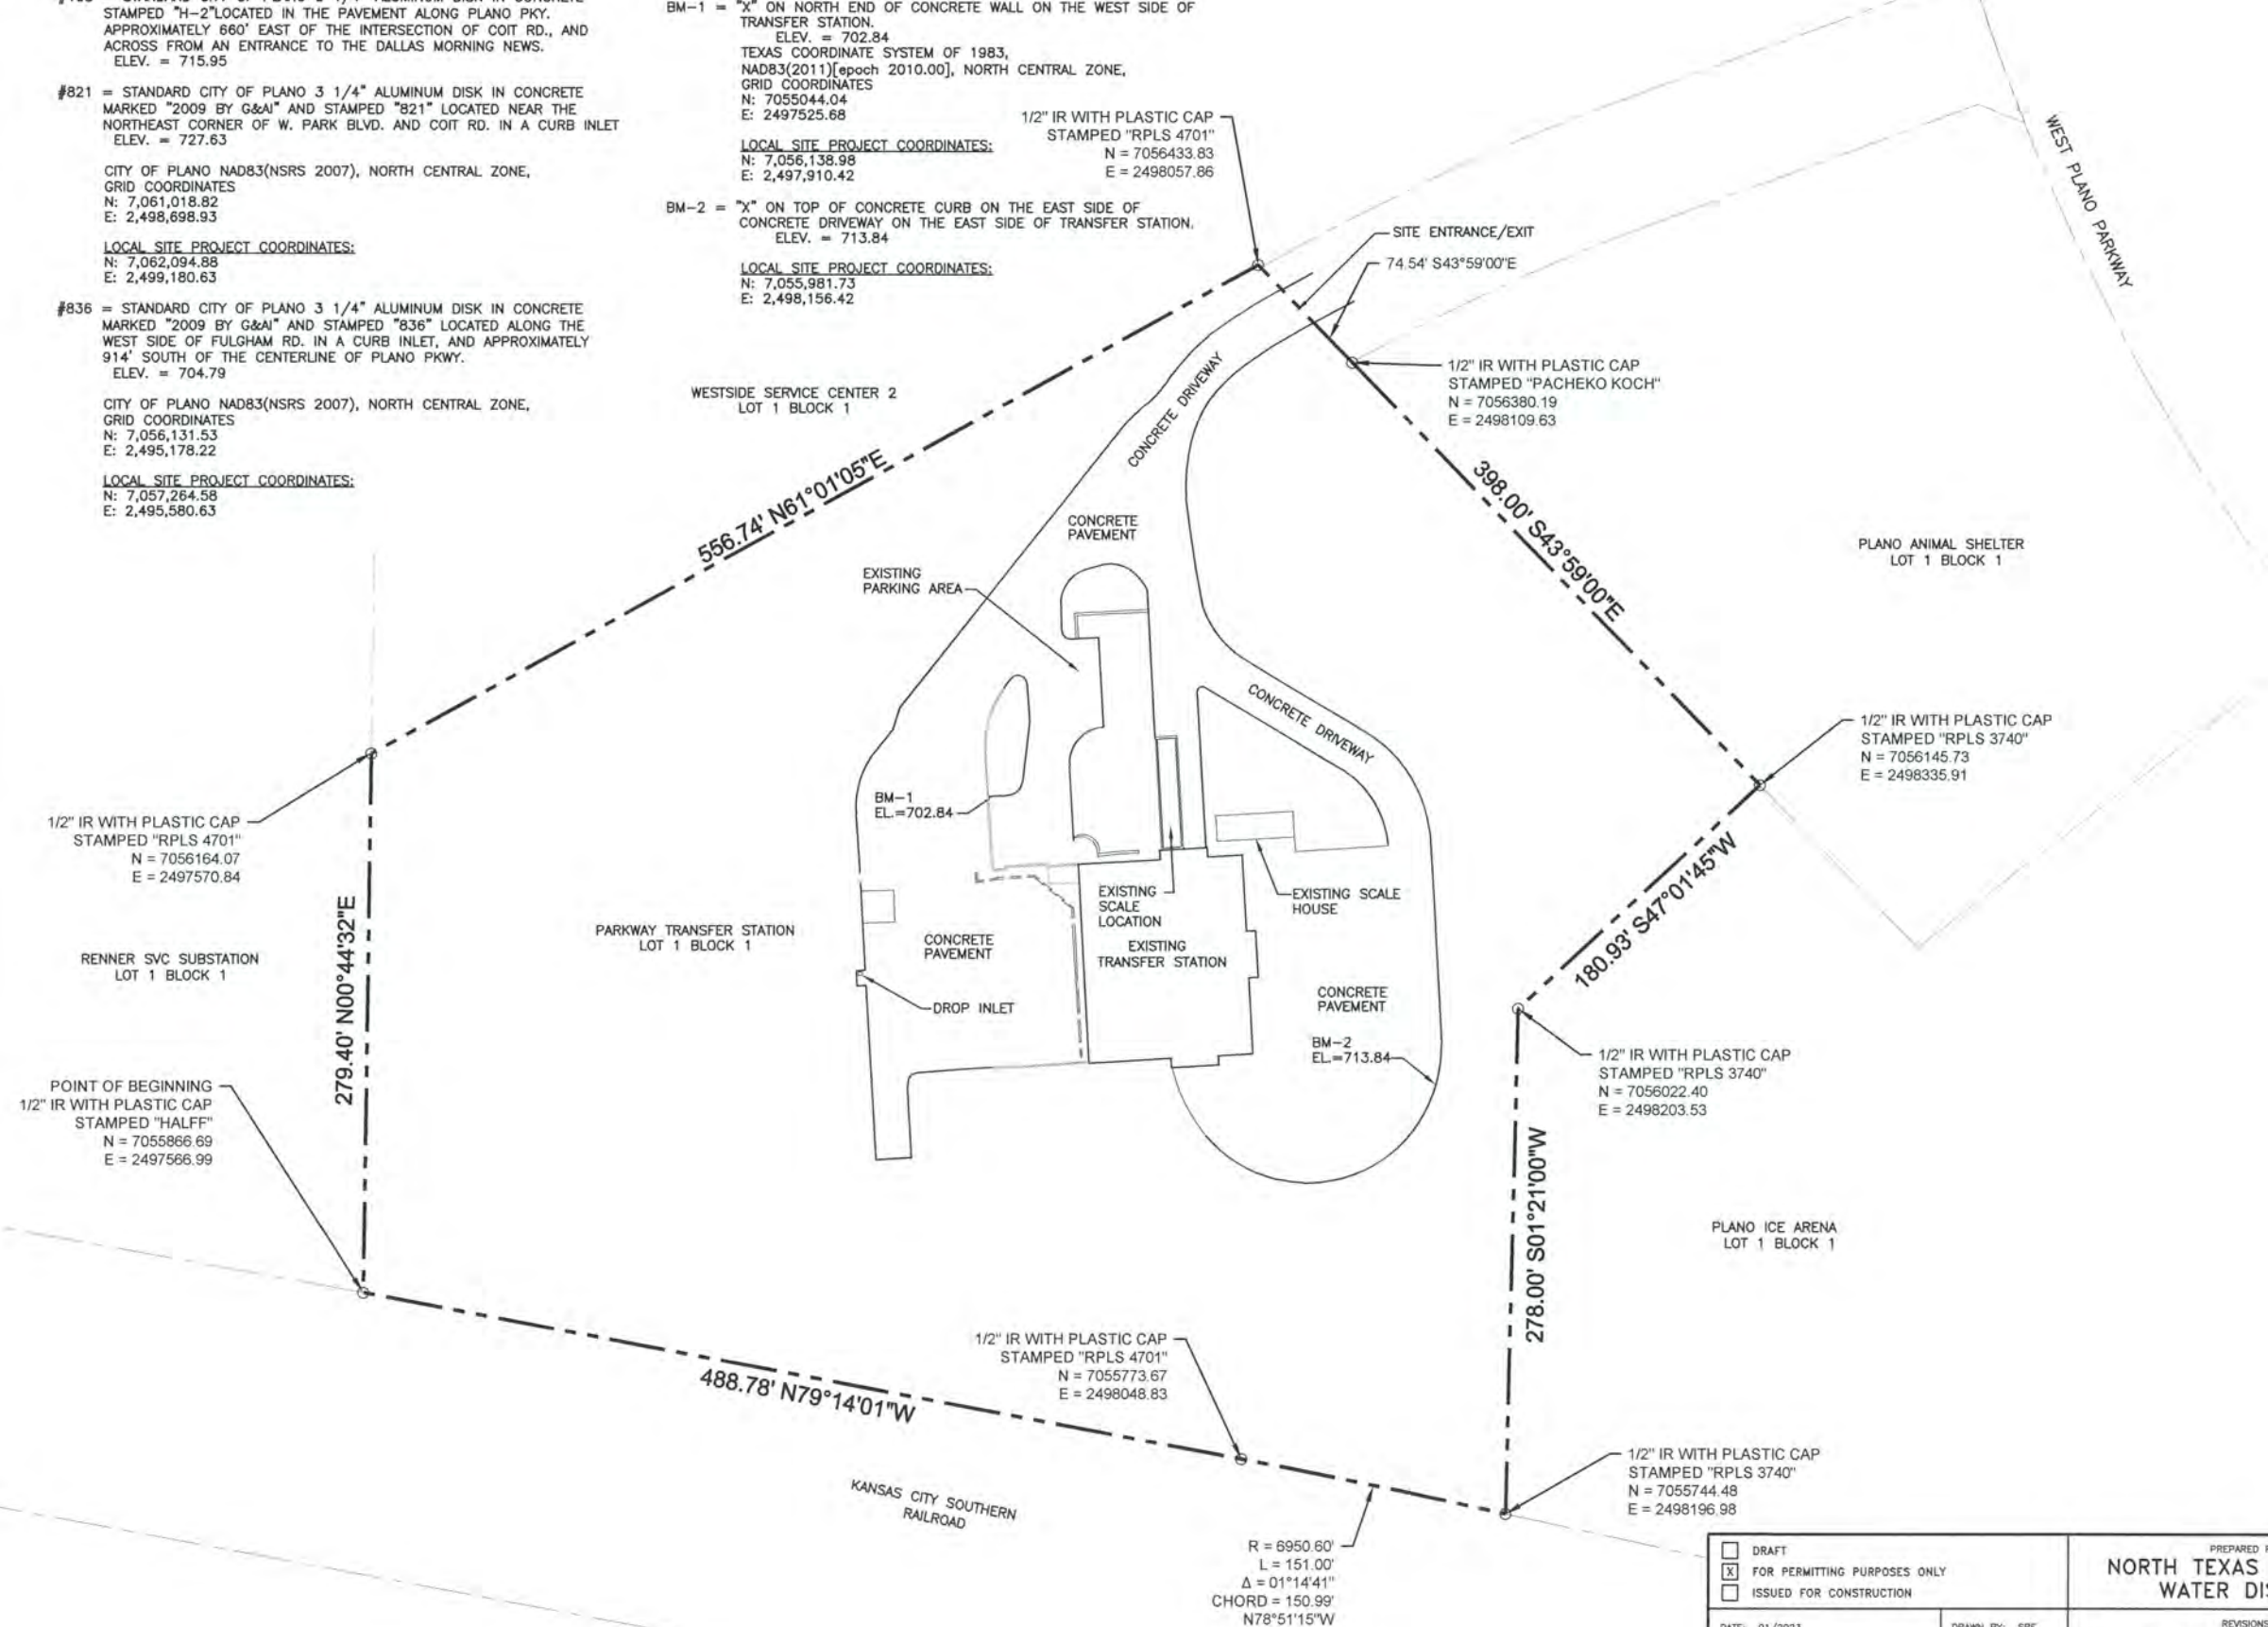 STAMPED "H-2"LOCATED IN THE PAVEMENT ALONG PLANO PKY.
APPROXIMATELY 660' EAST OF THE INTERSECTION OF COIT RD., AND
ACROSS FROM AN ENTRANCE TO THE DALLAS MORNING NEWS.
ELEV. = 715.95
#821 = STANDARD CITY OF PLANO 3 1/4" ALUMINUM DISK IN CONCRETE
MARKED "2009 BY G&AI" AND STAMPED "821" LOCATED NEAR THE
NORTHEAST CORNER OF W. PARK BLVD. AND COIT RD. IN A CURB INLET
ELEV. = 727.63
CITY OF PLANO NAD83(NSRS 2007), NORTH CENTRAL ZONE,
GRID COORDINATES
N: 7,061,018.82
E: 2,498,698.93
LOCAL SITE PROJECT COORDINATES:
N: 7,062,094.88
E: 2,499,180.63
#836 = STANDARD CITY OF PLANO 3 1/4" ALUMINUM DISK IN CONCRETE
MARKED "2009 BY G&AI" AND STAMPED "836" LOCATED ALONG THE
WEST SIDE OF FULGHAM RD. IN A CURB INLET, AND APPROXIMATELY
914' SOUTH OF THE CENTERLINE OF PLANO PKWY.
ELEV. = 704.79
CITY OF PLANO NAD83(NSRS 2007), NORTH CENTRAL ZONE,
GRID COORDINATES
N: 7,056,131.53
E: 2,495,178.22
LOCAL SITE PROJECT COORDINATES:
N: 7,057,264.58
E: 2,495,580.63
BM-1 = "X" ON NORTH END OF CONCRETE WALL ON THE WEST SIDE OF
TRANSFER STATION.
ELEV. = 702.84
TEXAS COORDINATE SYSTEM OF 1983,
NAD83(2011)[epoch 2010.00], NORTH CENTRAL ZONE,
GRID COORDINATES
N: 7055044.04
E: 2497525.68
LOCAL SITE PROJECT COORDINATES:
N: 7,056,138.98
E: 2,497,910.42
BM-2 = "X" ON TOP OF CONCRETE CURB ON THE EAST SIDE OF
CONCRETE DRIVEWAY ON THE EAST SIDE OF TRANSFER STATION.
ELEV. = 713.84
LOCAL SITE PROJECT COORDINATES:
N: 7,055,981.73
E: 2,498,156.42
1/2" IR WITH PLASTIC CAP
STAMPED "RPLS 4701"
N = 7056433.83
E = 2498057.86
WEST PLANO PARKWAY
SITE ENTRANCE/EXIT
74.54' S43°59'00"E
1/2" IR WITH PLASTIC CAP
STAMPED "PACHEKO KOCH"
N = 7056380.19
E = 2498109.63
WESTSIDE SERVICE CENTER 2
LOT 1 BLOCK 1
CONCRETE DRIVEWAY
556.74' N61°01'05"E
398.00' S43°59'00"E
CONCRETE
PAVEMENT
PLANO ANIMAL SHELTER
LOT 1 BLOCK 1
EXISTING
PARKING AREA
CONCRETE DRIVEWAY
1/2" IR WITH PLASTIC CAP
STAMPED "RPLS 3740"
N = 7056145.73
E = 2498335.91
BM-1
EL.=702.84
1/2" IR WITH PLASTIC CAP
STAMPED "RPLS 4701"
N = 7056164.07
E = 2497570.84
180.93' S47°01'45"W
EXISTING
SCALE
LOCATION
EXISTING SCALE
HOUSE
279.40' N00°44'32"E
PARKWAY TRANSFER STATION
LOT 1 BLOCK 1
CONCRETE
PAVEMENT
EXISTING
TRANSFER STATION
RENNER SVC SUBSTATION
LOT 1 BLOCK 1
CONCRETE
PAVEMENT
DROP INLET
BM-2
EL.=713.84
1/2" IR WITH PLASTIC CAP
STAMPED "RPLS 3740"
N = 7056022.40
E = 2498203.53
POINT OF BEGINNING
1/2" IR WITH PLASTIC CAP
STAMPED "HALFF"
N = 7055866.69
E = 2497566.99
278.00' S01°21'00"W
PLANO ICE ARENA
LOT 1 BLOCK 1
1/2" IR WITH PLASTIC CAP
STAMPED "RPLS 4701"
N = 7055773.67
E = 2498048.83
488.78' N79°14'01"W
1/2" IR WITH PLASTIC CAP
STAMPED "RPLS 3740"
N = 7055744.48
E = 2498196.98
KANSAS CITY SOUTHERN
RAILROAD
R = 6950.60'
L = 151.00'
Δ = 01°14'41"
CHORD = 150.99'
N78°51'15"W
DRAFT
X FOR PERMITTING PURPOSES ONLY
ISSUED FOR CONSTRUCTION
PREPARED
NORTH TEXAS
WATER
REVISIONS